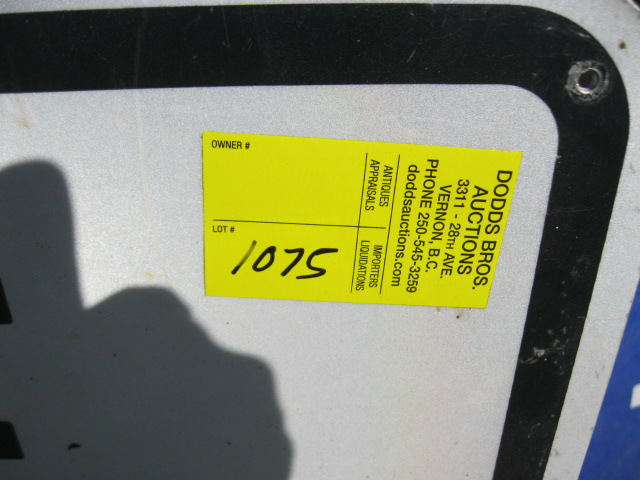 OWNER #
LOT #
1075
ANTIQUES
APPRAISALS
IMPORTERS
LIQUIDATIONS
DODDS BROS.
AUCTIONS
3311 - 28TH AVE.
VERNON, B.C.
PHONE 250-545-3259
doddsauctions.com